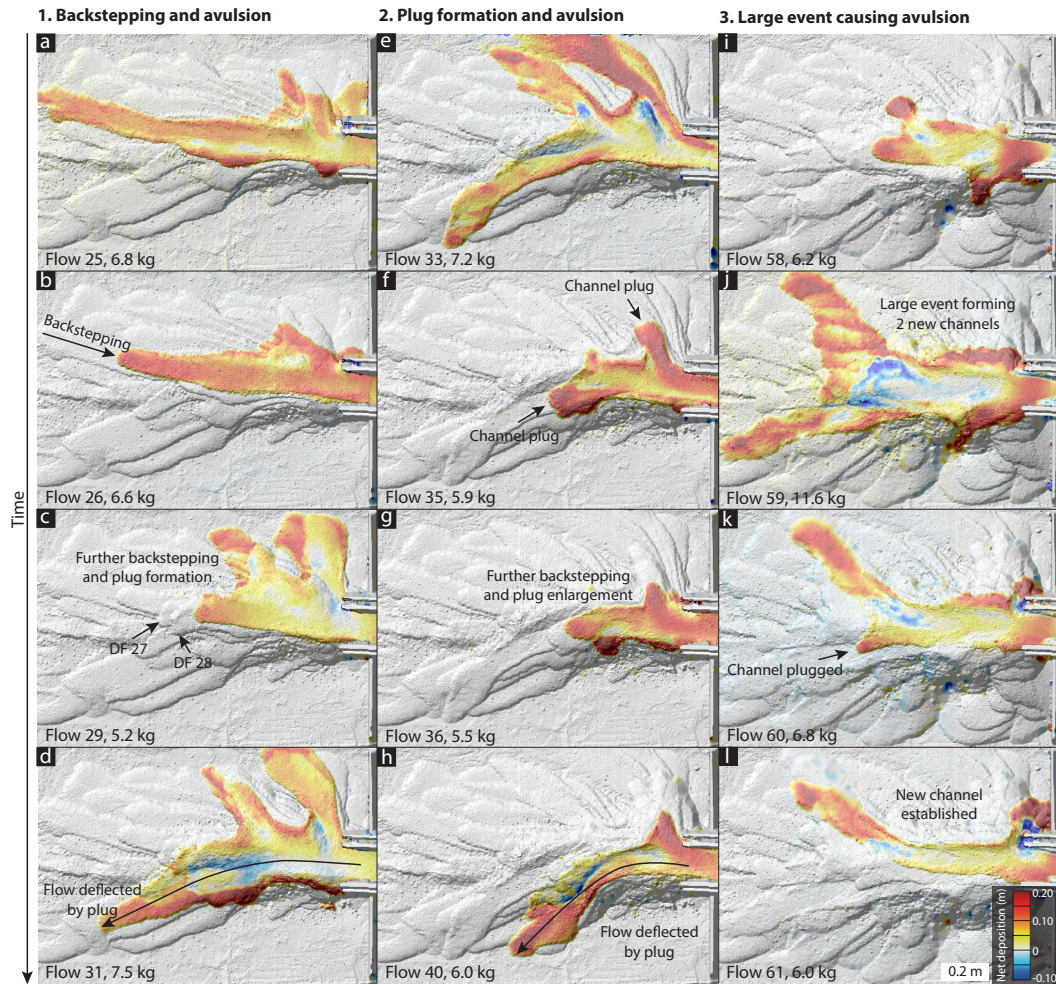 1. Backstepping and avulsion
2. Plug formation and avulsion
3. Large event causing avulsion
Time
a
Flow 25, 6.8 kg
e
Flow 33, 7.2 kg
i
Flow 58, 6.2 kg
b
Backstepping
Flow 26, 6.6 kg
f
Channel plug
Channel plug
Flow 35, 5.9 kg
j
Large event forming
2 new channels
Flow 59, 11.6 kg
c
Further backstepping
and plug formation
DF 27
DF 28
Flow 29, 5.2 kg
g
Further backstepping
and plug enlargement
Flow 36, 5.5 kg
k
Channel plugged
Flow 60, 6.8 kg
d
Flow deflected
by plug
Flow 31, 7.5 kg
h
Flow deflected
by plug
Flow 40, 6.0 kg
l
New channel
established
Flow 61, 6.0 kg
0.2 m
Net deposition (m)
0.20
0.10
0
-0.10